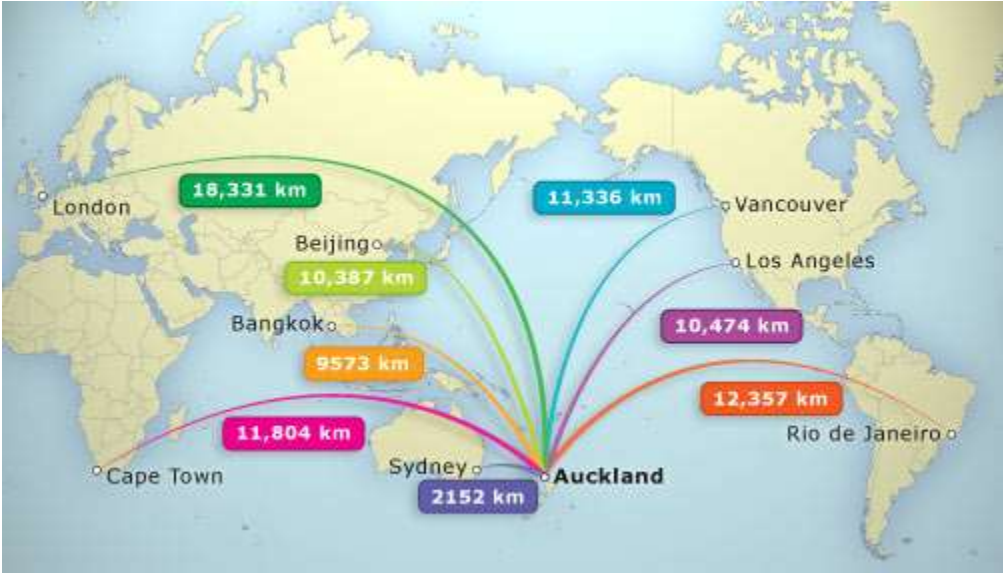 18,331 km
11,336 km
London
Vancouver
Beijing
Los Angeles
10,387 km
Bangkok
10,474 km
9573 km
12,357 km
11,804 km
Rio de Janeiro
Sydney
Cape Town
Auckland
2152 km